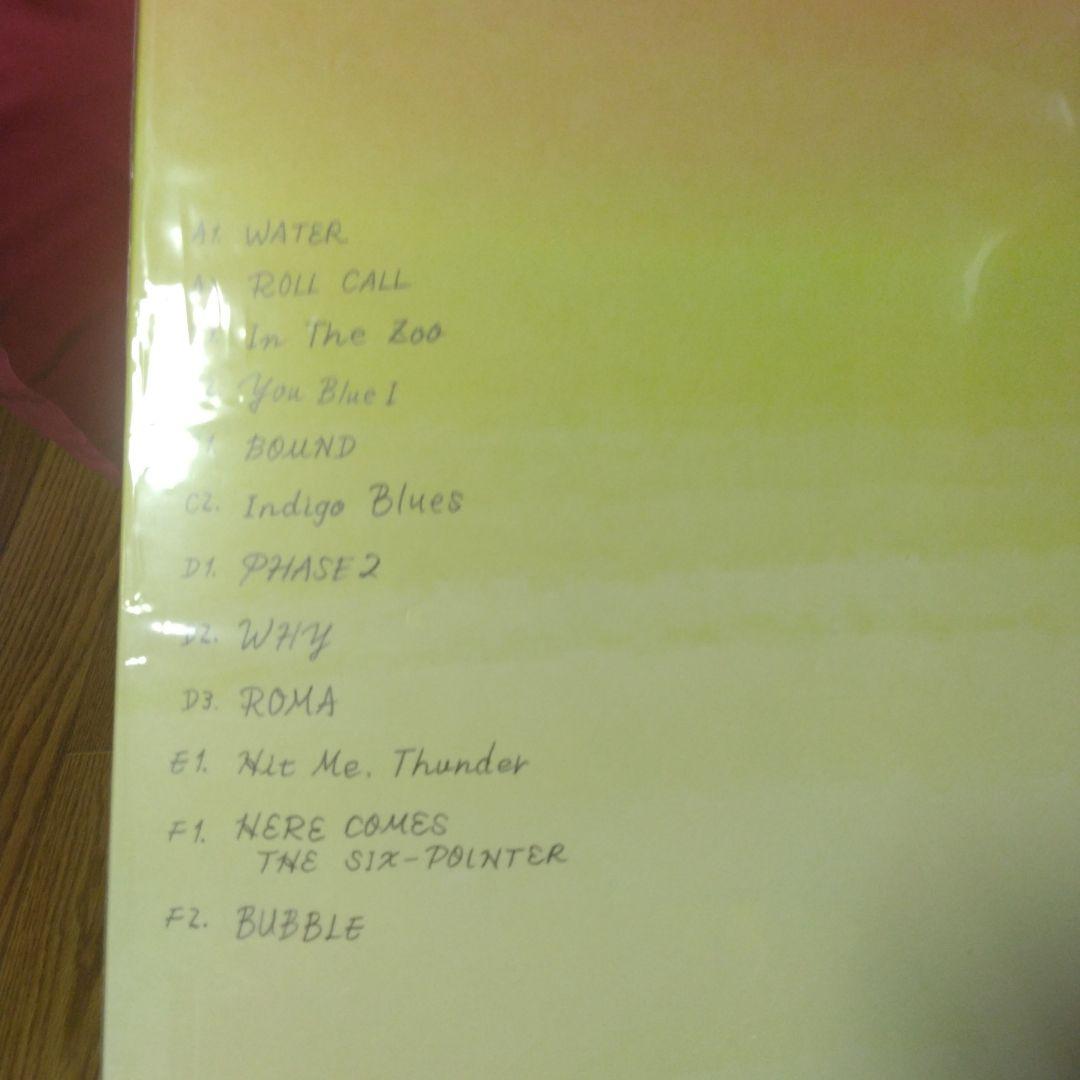 A1. WATER
ROLL CALL
In The Zoo
You Blue I
BOUND
C2. Indigo Blues
D1. PHASE 2
D2. WHY
D3. ROMA
E1. Hit Me, Thunder
F1. HERE COMES
THE SIX-POINTER
F2. BUBBLE